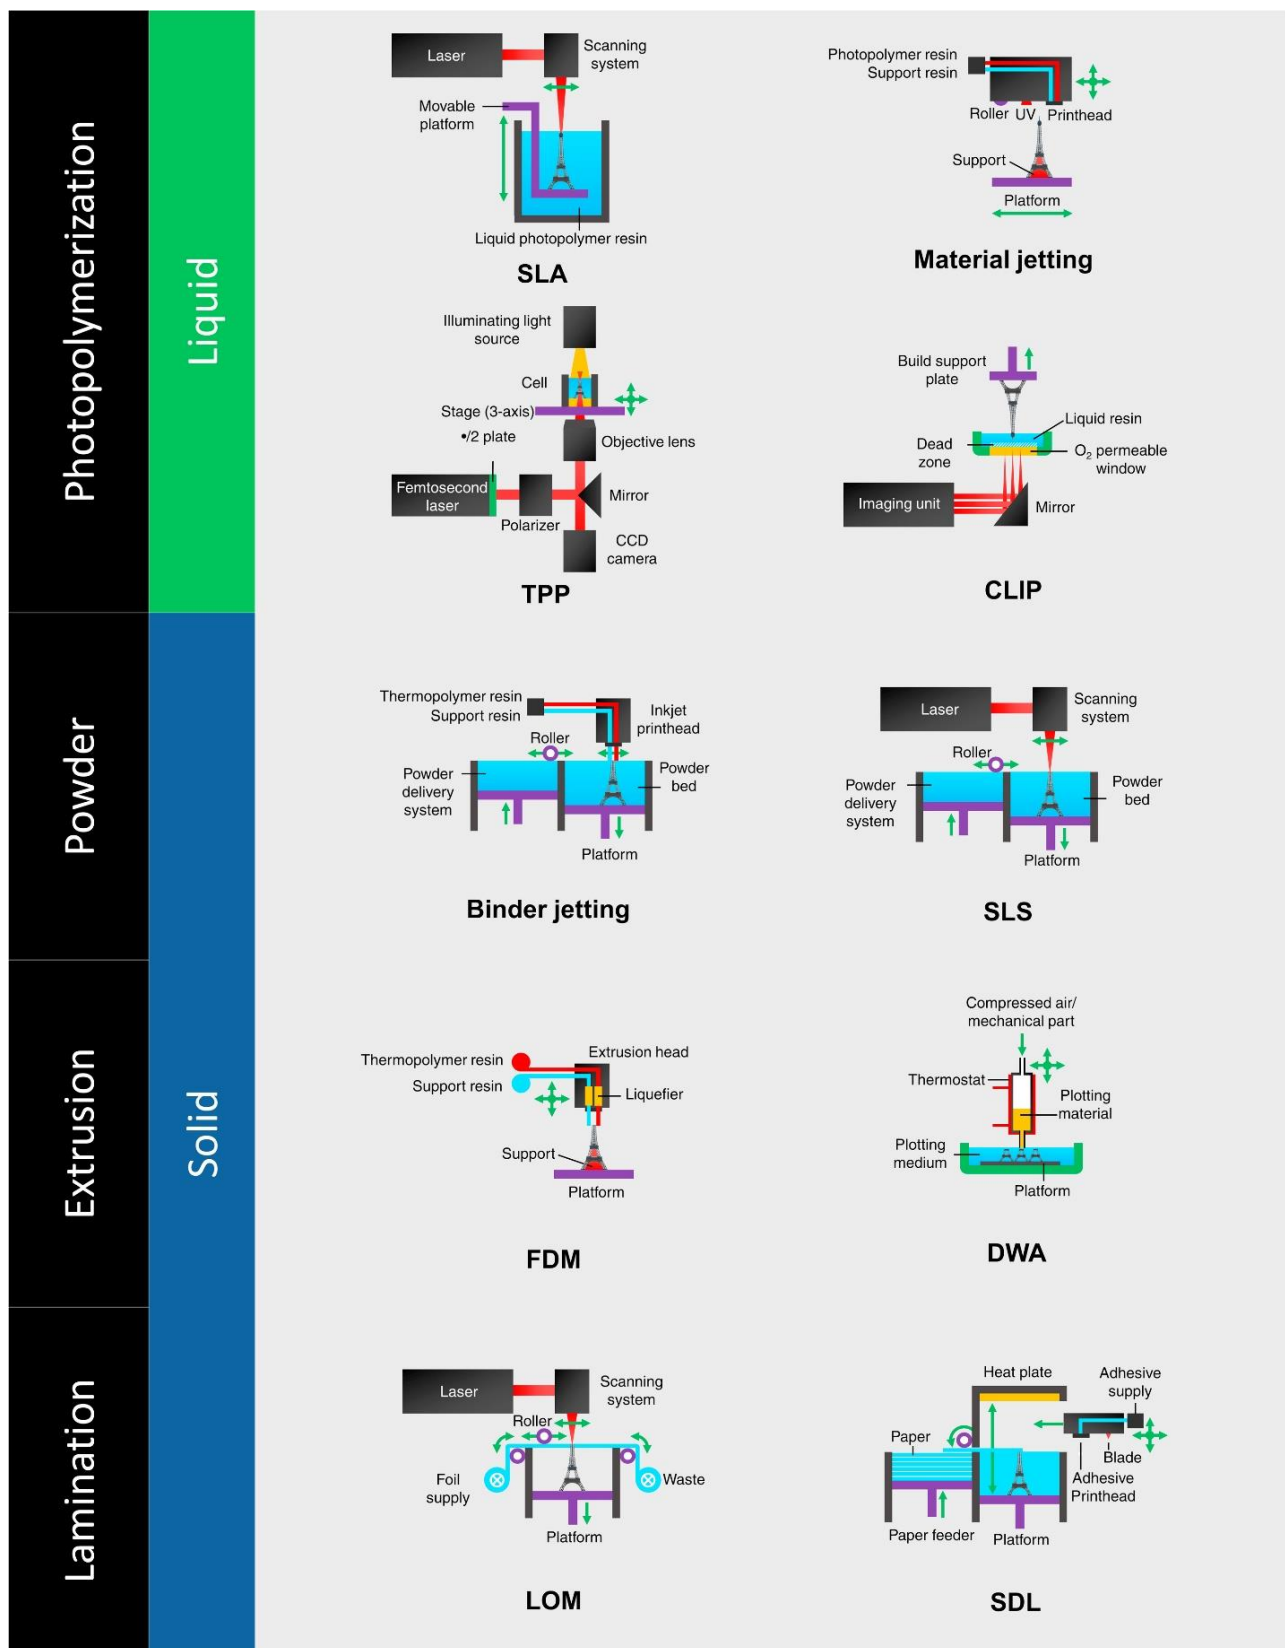 Photopolymerization
Liquid
Laser
Scanning
system
Movable
platform
Liquid photopolymer resin
SLA
Photopolymer resin
Support resin
Roller UV Printhead
Support
Platform
Material jetting
Illuminating light
source
Cell
Stage (3-axis)
•/2 plate
Objective lens
Femtosecond
laser
Mirror
Polarizer
CCD
camera
TPP
Build support
plate
Liquid resin
Dead
zone
O₂ permeable
window
Imaging unit
Mirror
CLIP
Powder
Solid
Thermopolymer resin
Support resin
Inkjet
printhead
Roller
Powder
delivery
system
Powder
bed
Platform
Binder jetting
Laser
Scanning
system
Roller
Powder
delivery
system
Powder
bed
Platform
SLS
Extrusion
Thermopolymer resin
Support resin
Extrusion head
Liquefier
Support
Platform
FDM
Compressed air/
mechanical part
Thermostat
Plotting
material
Plotting
medium
Platform
DWA
Lamination
Laser
Scanning
system
Roller
Foil
supply
Waste
Platform
LOM
Heat plate
Adhesive
supply
Paper
Blade
Adhesive
Printhead
Paper feeder
Platform
SDL